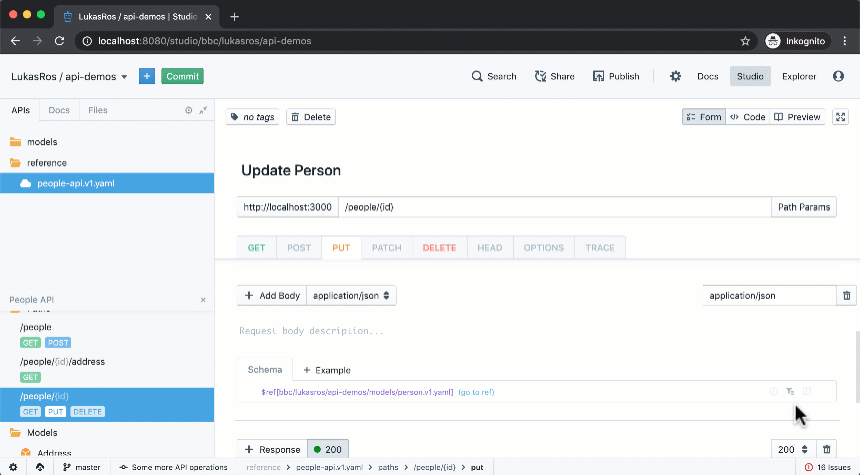 LukasRos / api-demos | Studio
localhost:8080/studio/bbc/lukasros/api-demos
Inkognito
LukasRos / api-demos
Commit
Search
Share
Publish
Docs
Studio
Explorer
APIs
Docs
Files
no tags
Delete
Form
Code
Preview
models
reference
people-api.v1.yaml
Update Person
http://localhost:3000
/people/{id}
Path Params
GET
POST
PUT
PATCH
DELETE
HEAD
OPTIONS
TRACE
Add Body
application/json
application/json
Request body description...
Schema
Example
$ref[bbc/lukasros/api-demos/models/person.v1.yaml] (go to ref)
Response
200
200
People API
Paths
/people
GET POST
/people/{id}/address
GET
/people/{id}
GET PUT DELETE
Models
Address
master
Some more API operations
reference > people-api.v1.yaml > paths > /people/{id} > put
16 Issues